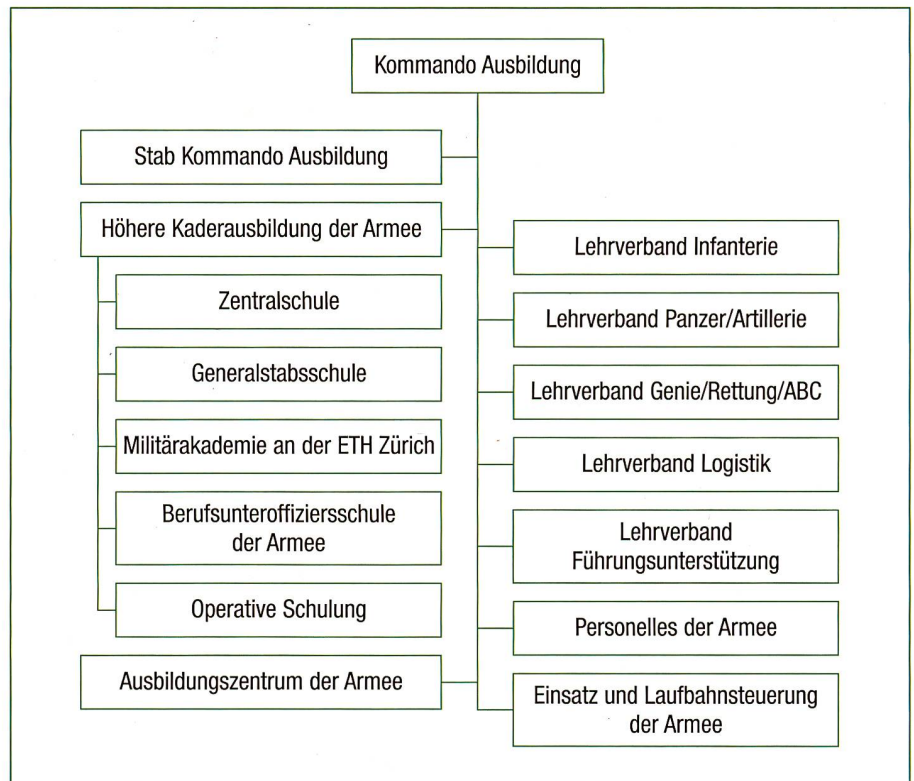 Kommando Ausbildung
Stab Kommando Ausbildung
Höhere Kaderausbildung der Armee
Zentralschule
Generalstabsschule
Militärakademie an der ETH Zürich
Berufsunteroffiziersschule
der Armee
Operative Schulung
Ausbildungszentrum der Armee
Lehrverband Infanterie
Lehrverband Panzer/Artillerie
Lehrverband Genie/Rettung/ABC
Lehrverband Logistik
Lehrverband
Führungsunterstützung
Personelles der Armee
Einsatz und Laufbahnsteuerung
der Armee